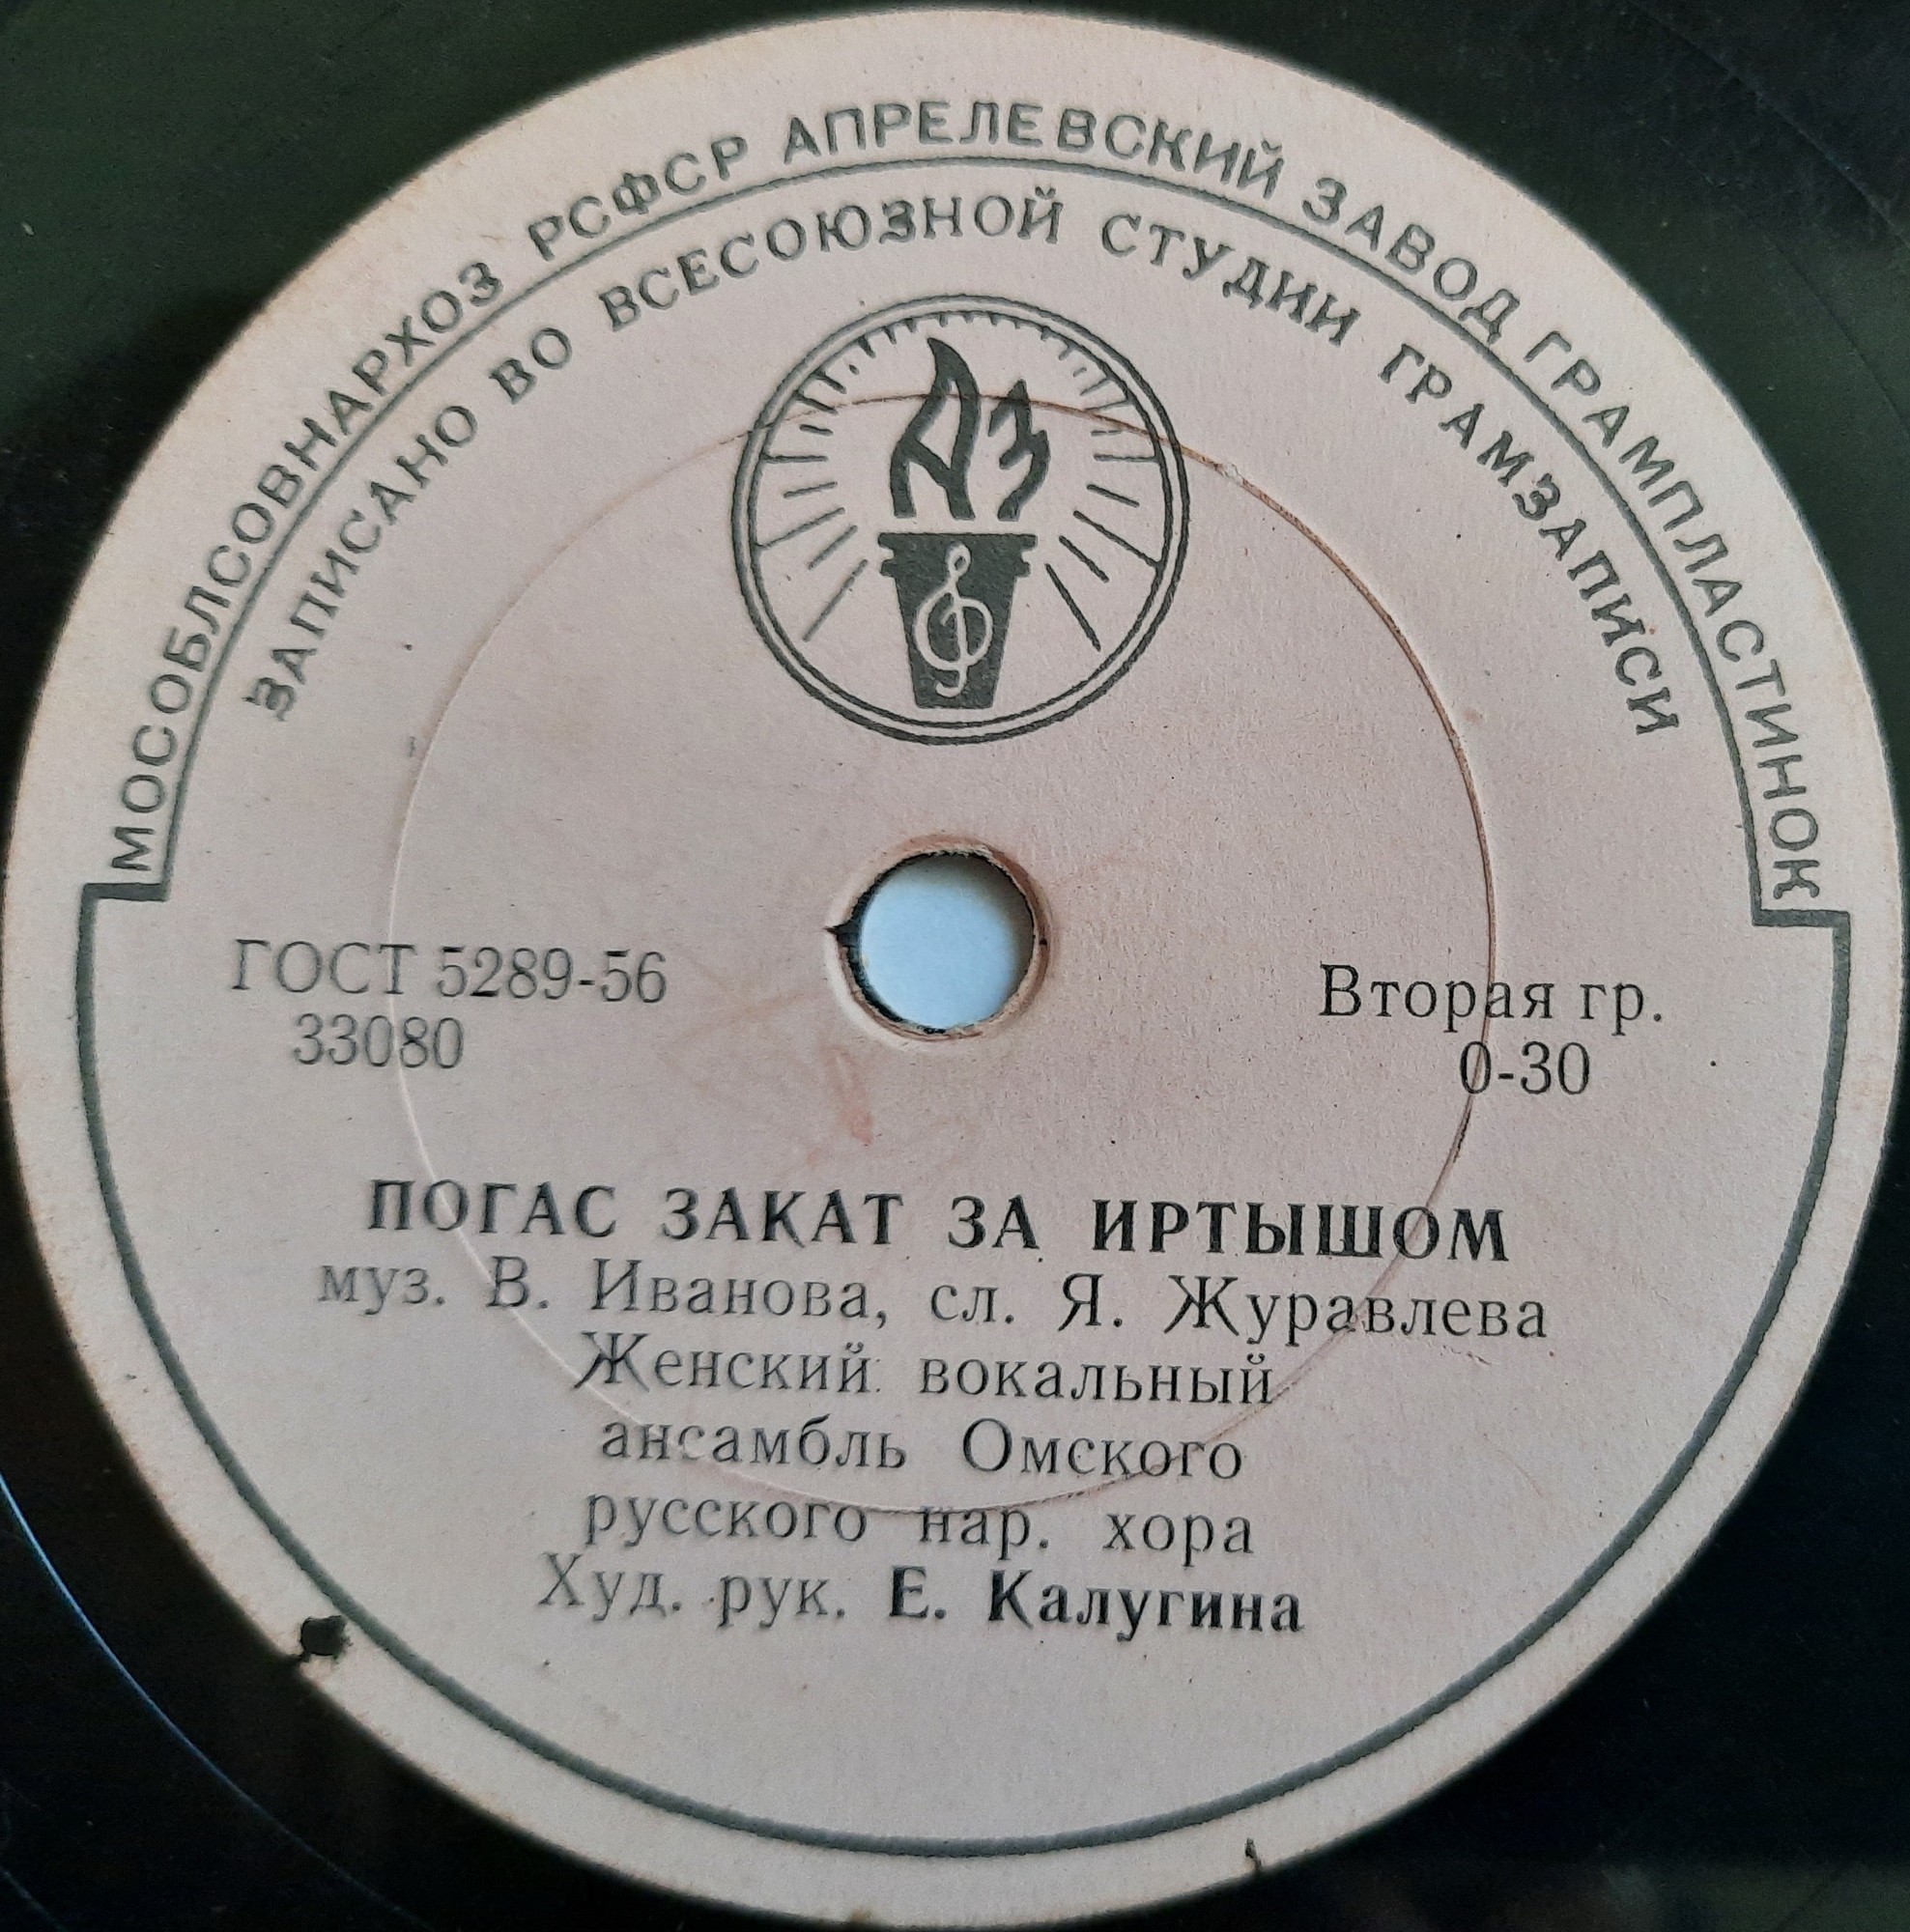 МОСОБЛСОВНАРХОЗ РСФСР АПРЕЛЕВСКИЙ ЗАВОД ГРАМПЛАСТИНОК
ЗАПИСАНО ВО ВСЕСОЮЗНОЙ СТУДИИ ГРАМЗАПИСИ
АЗ
ГОСТ 5289-56
33080
Вторая гр.
0-30
ПОГАС ЗАКАТ ЗА ИРТЫШОМ
муз. В. Иванова, сл. Я. Журавлева
Женский вокальный
ансамбль Омского
русского нар. хора
Худ. рук. Е. Калугина